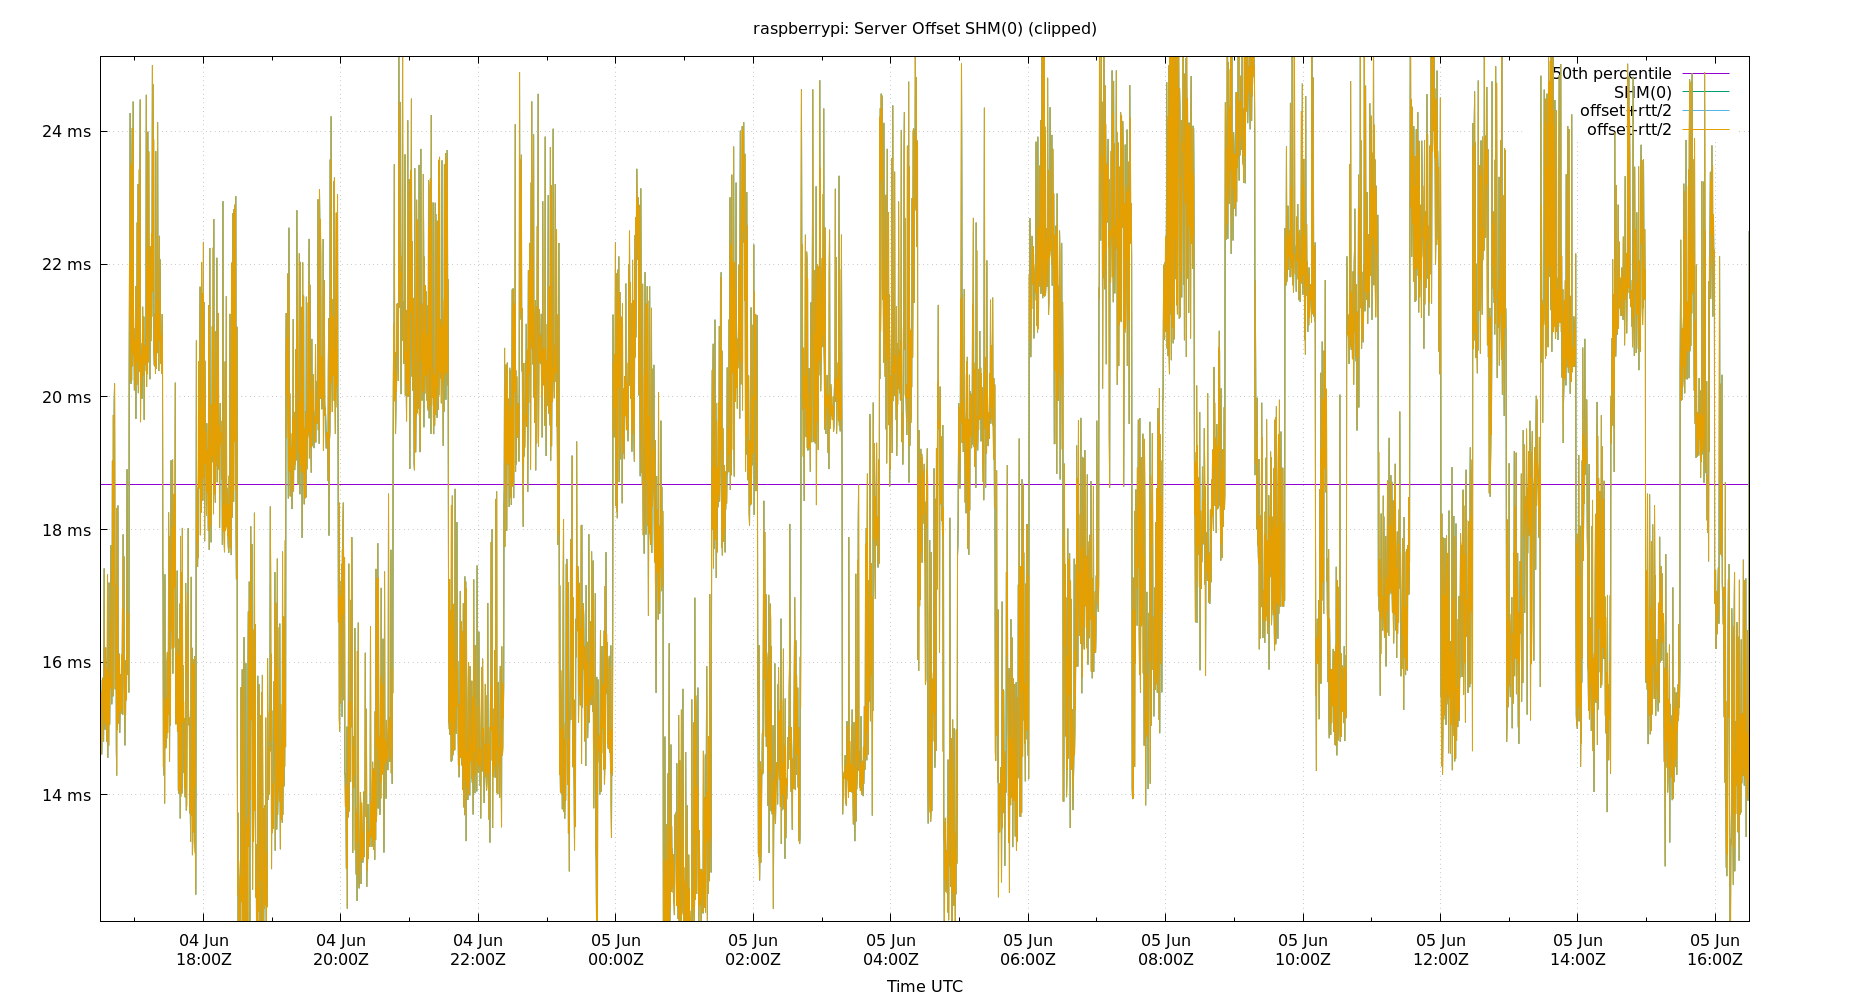 raspberrypi: Server Offset SHM(0) (clipped)
50th percentile
SHM(0)
offset+rtt/2
offset-rtt/2
24 ms
22 ms
20 ms
18 ms
16 ms
14 ms
04 Jun 04 Jun 04 Jun 05 Jun 05 Jun 05 Jun 05 Jun 05 Jun 05 Jun 05 Jun 05 Jun 05 Jun
18:00Z 20:00Z 22:00Z 00:00Z 02:00Z 04:00Z 06:00Z 08:00Z 10:00Z 12:00Z 14:00Z 16:00Z
Time UTC